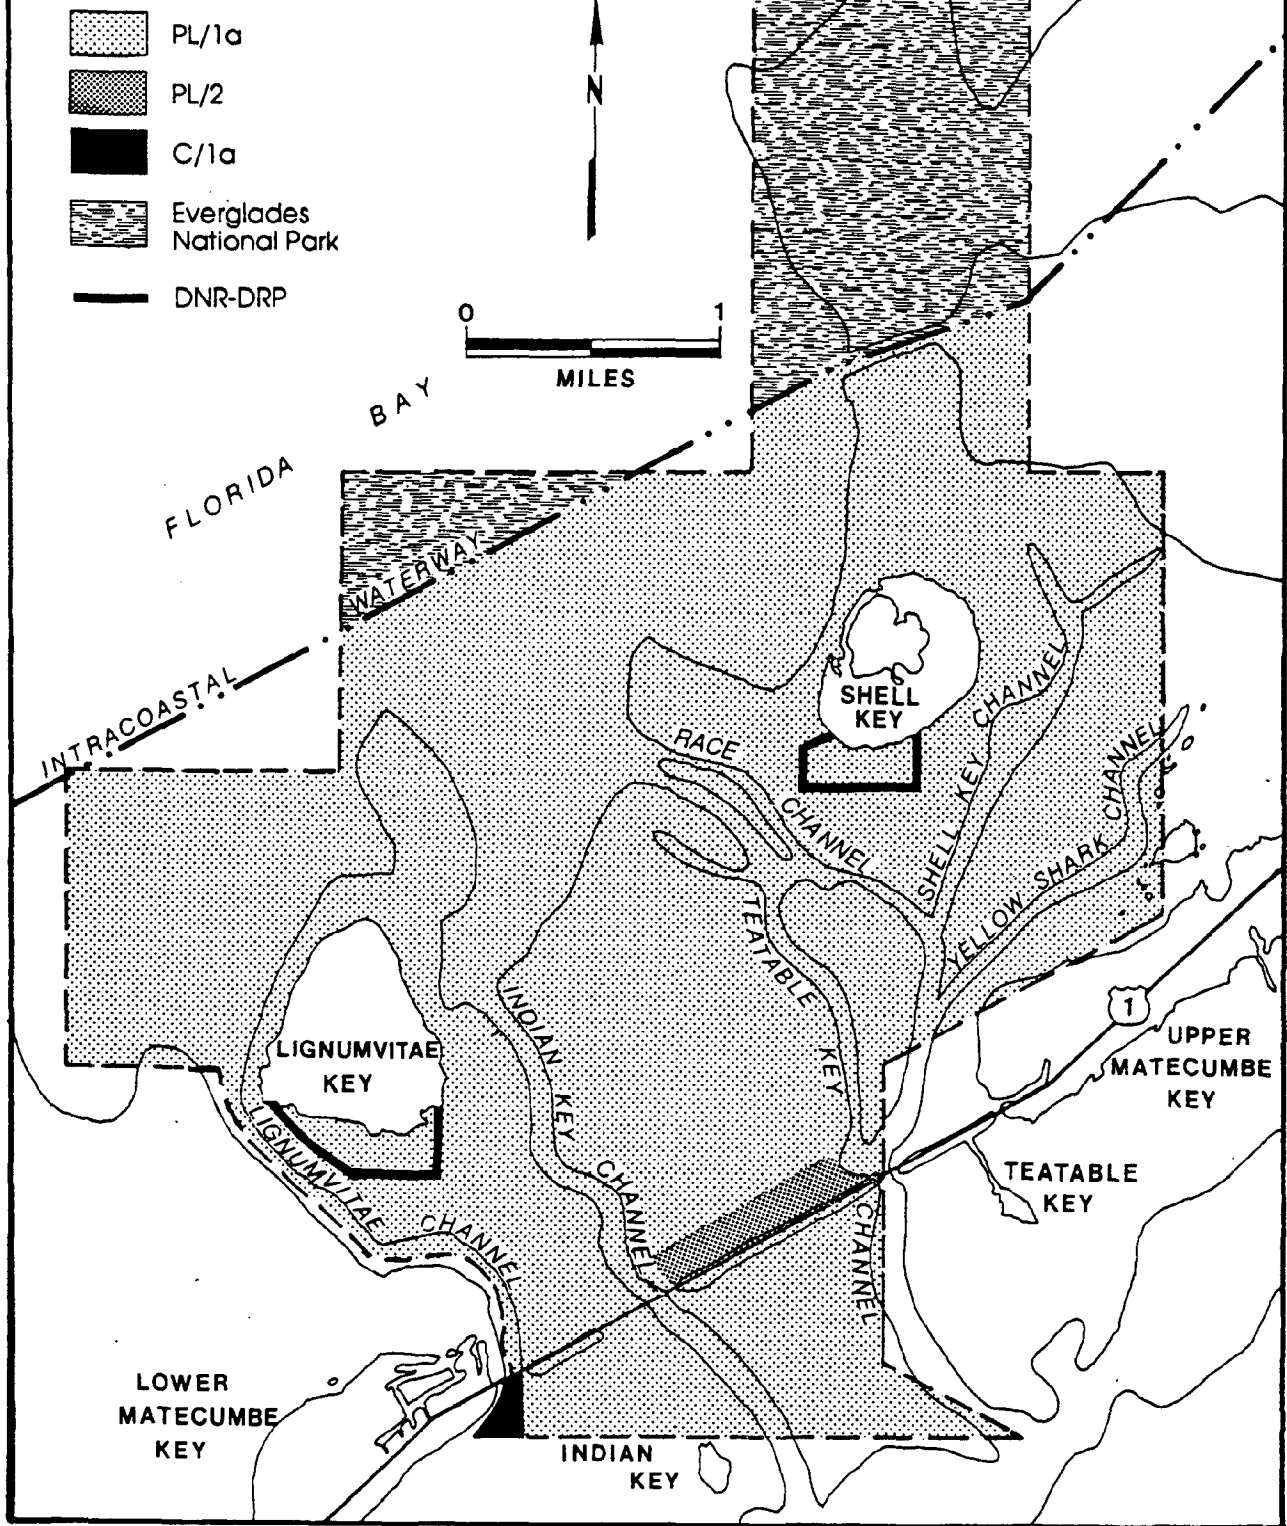 PL/1a
PL/2
C/1a
Everglades
National Park
DNR-DRP
N
0 1
MILES
FLORIDA BAY
INTRACOASTAL WATERWAY
SHELL
KEY
RACE CHANNEL
SHELL KEY CHANNEL
YELLOW SHARK CHANNEL
TEATABLE KEY CHANNEL
INDIAN KEY CHANNEL
LIGNUMVITAE
KEY
LIGNUMVITAE CHANNEL
1
UPPER
MATECUMBE
KEY
TEATABLE
KEY
LOWER
MATECUMBE
KEY
INDIAN
KEY